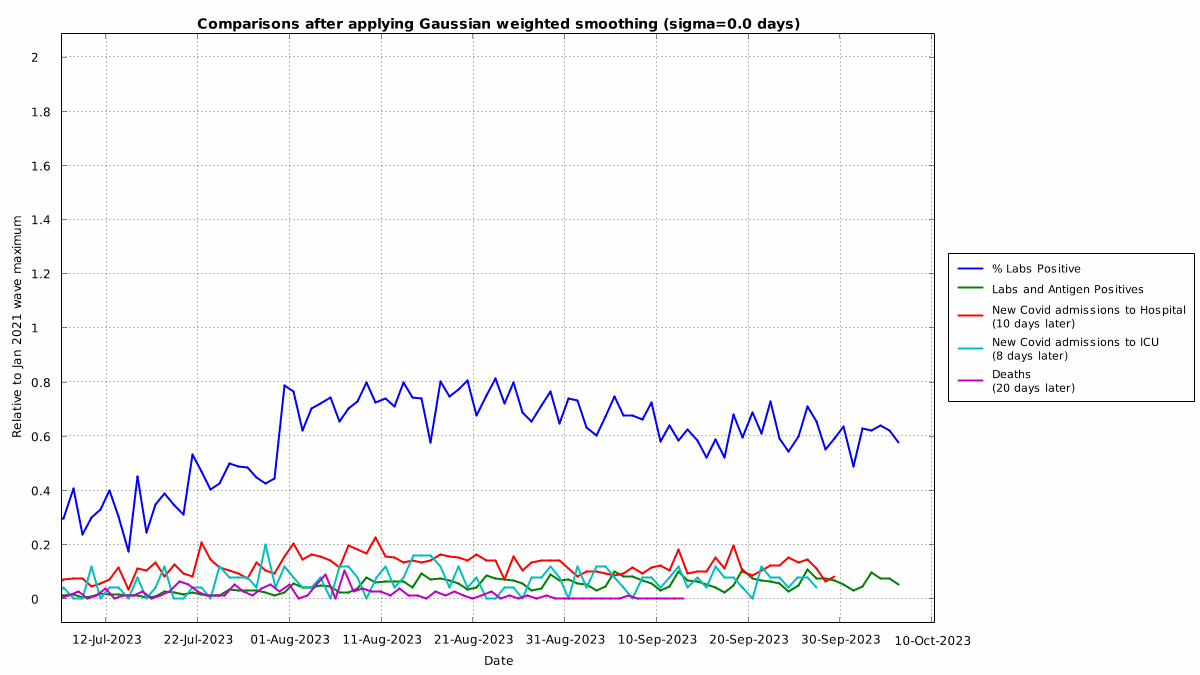 Comparisons after applying Gaussian weighted smoothing (sigma=0.0 days)
Relative to Jan 2021 wave maximum
2
1.8
1.6
1.4
1.2
1
0.8
0.6
0.4
0.2
0
12-Jul-2023 22-Jul-2023 01-Aug-2023 11-Aug-2023 21-Aug-2023 31-Aug-2023 10-Sep-2023 20-Sep-2023 30-Sep-2023 10-Oct-2023
Date
% Labs Positive
Labs and Antigen Positives
New Covid admissions to Hospital
(10 days later)
New Covid admissions to ICU
(8 days later)
Deaths
(20 days later)